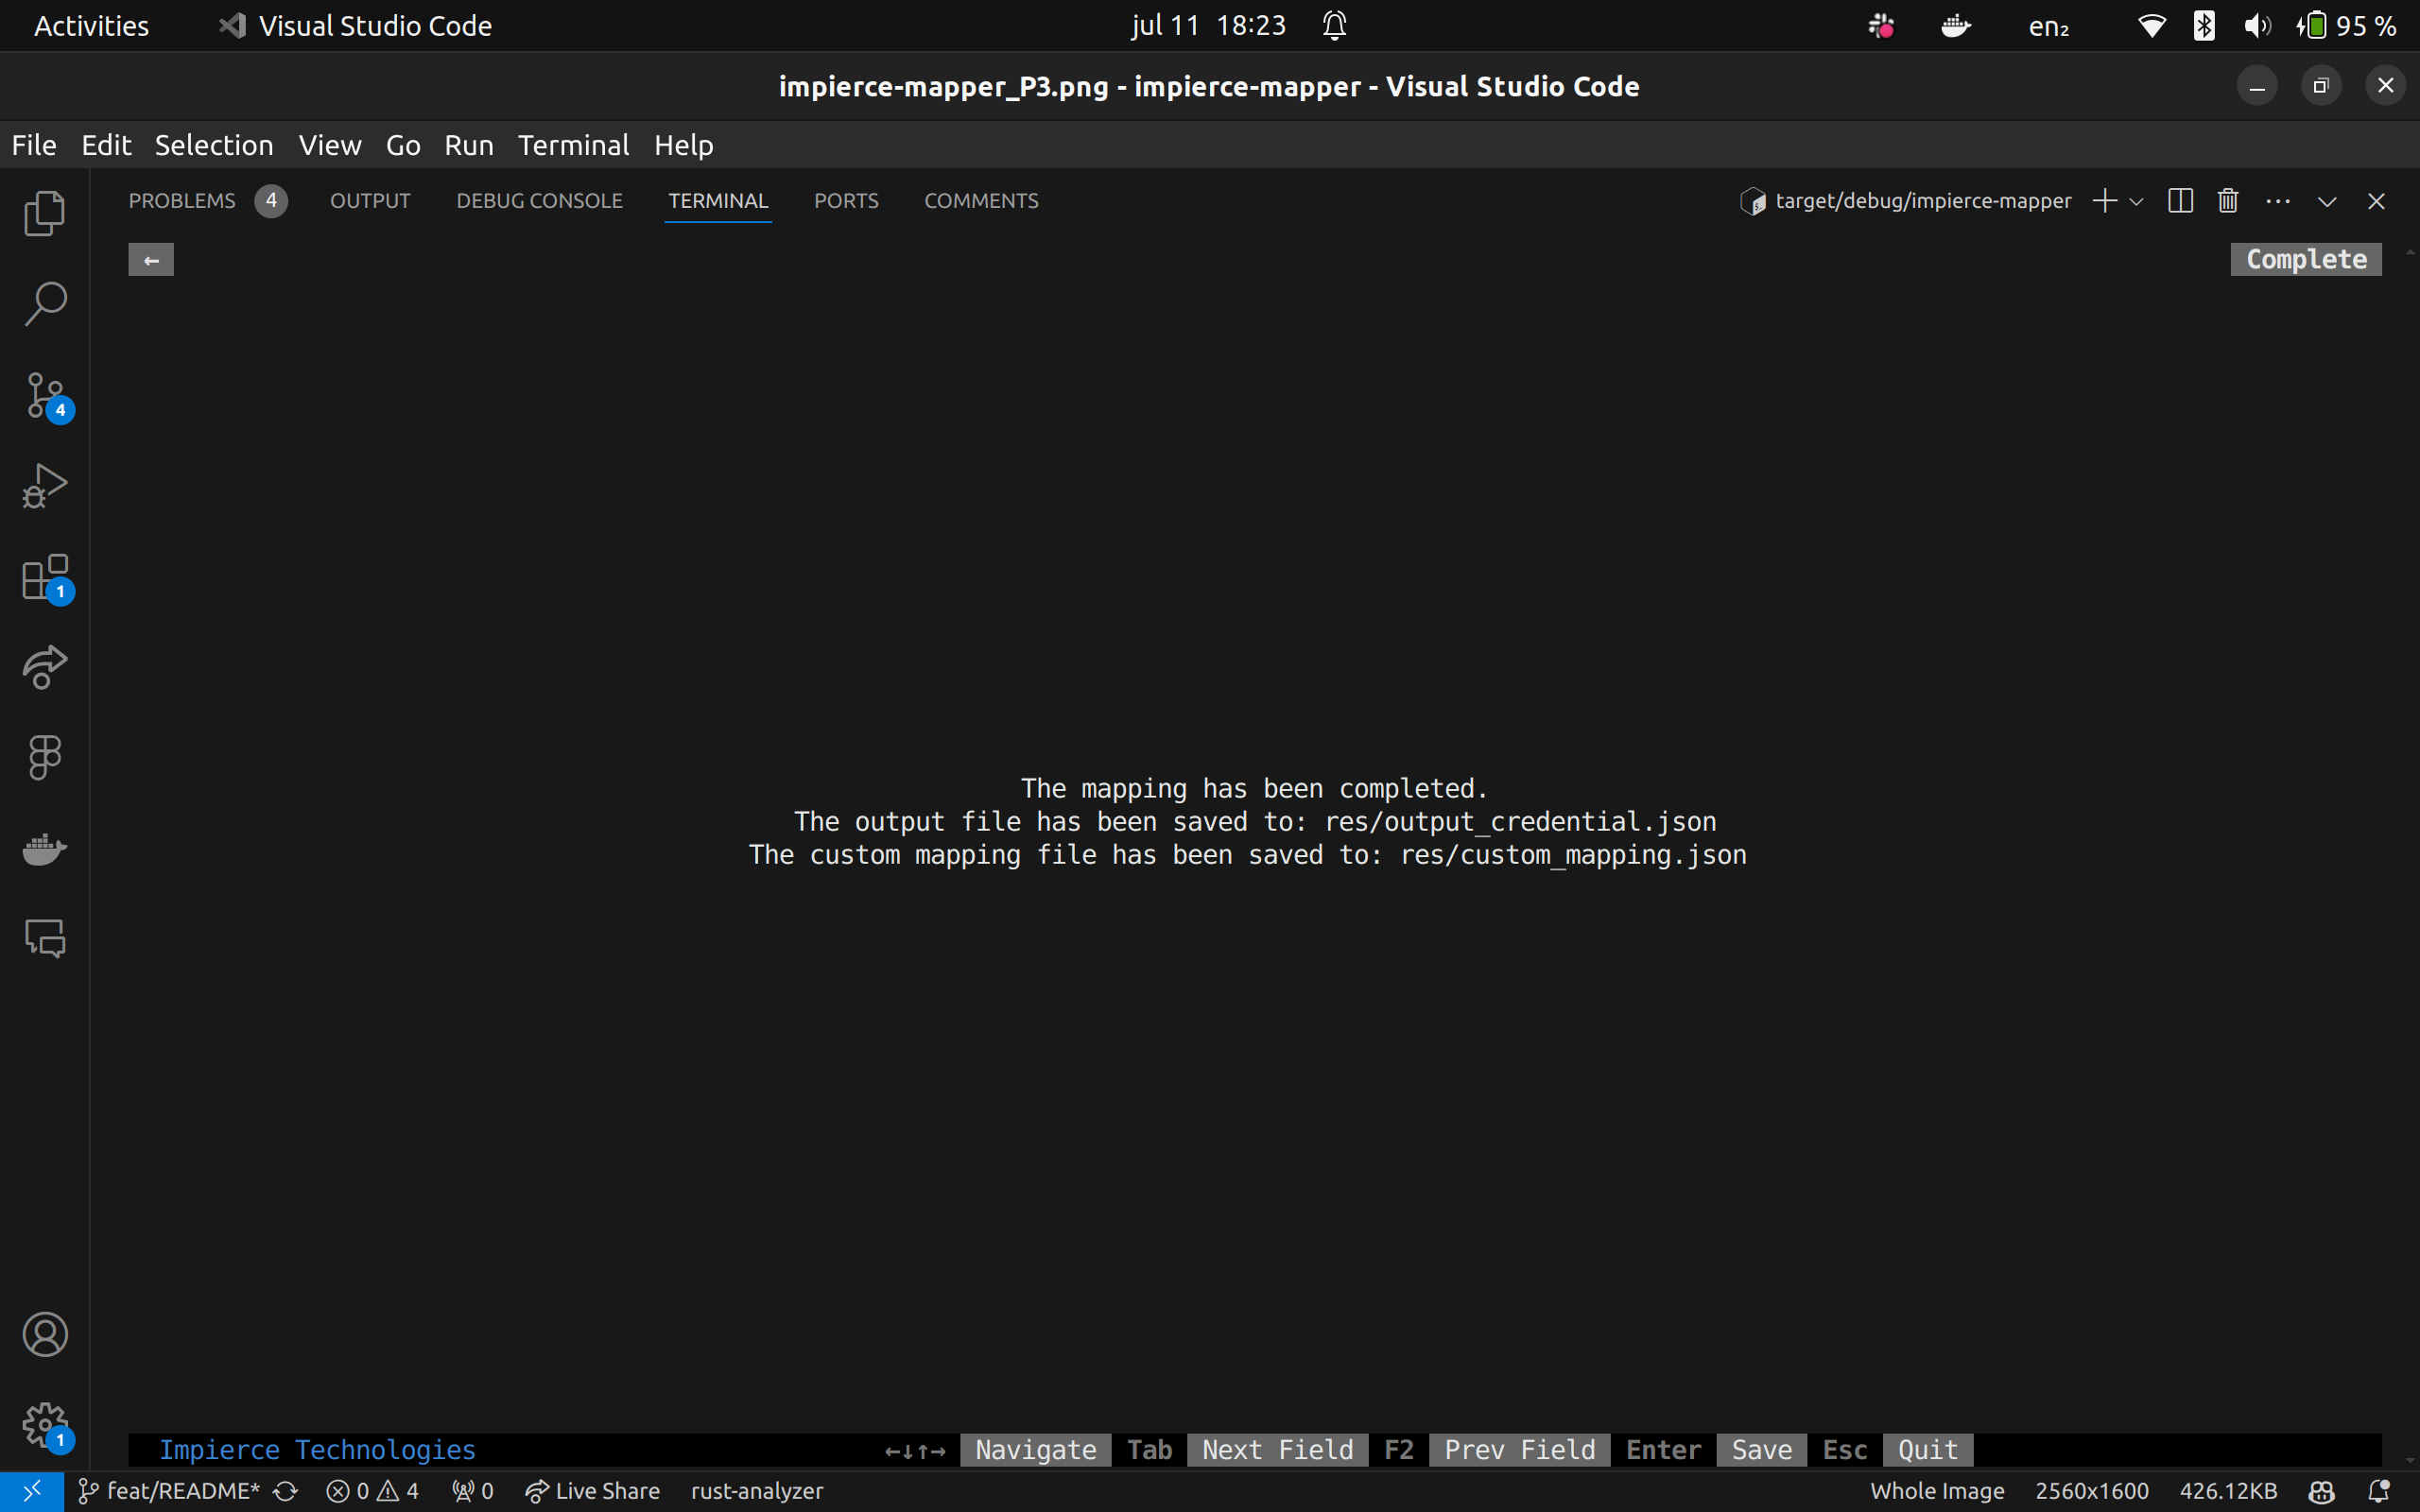 Activities Visual Studio Code jul 11 18:23 en₂ 95 %
impierce-mapper_P3.png - impierce-mapper - Visual Studio Code
File Edit Selection View Go Run Terminal Help
PROBLEMS 4 OUTPUT DEBUG CONSOLE TERMINAL PORTS COMMENTS target/debug/impierce-mapper
← Complete
4
1
The mapping has been completed.
The output file has been saved to: res/output_credential.json
The custom mapping file has been saved to: res/custom_mapping.json
1
Impierce Technologies ←↓↑→ Navigate Tab Next Field F2 Prev Field Enter Save Esc Quit
feat/README* 0 4 0 Live Share rust-analyzer Whole Image 2560x1600 426.12KB